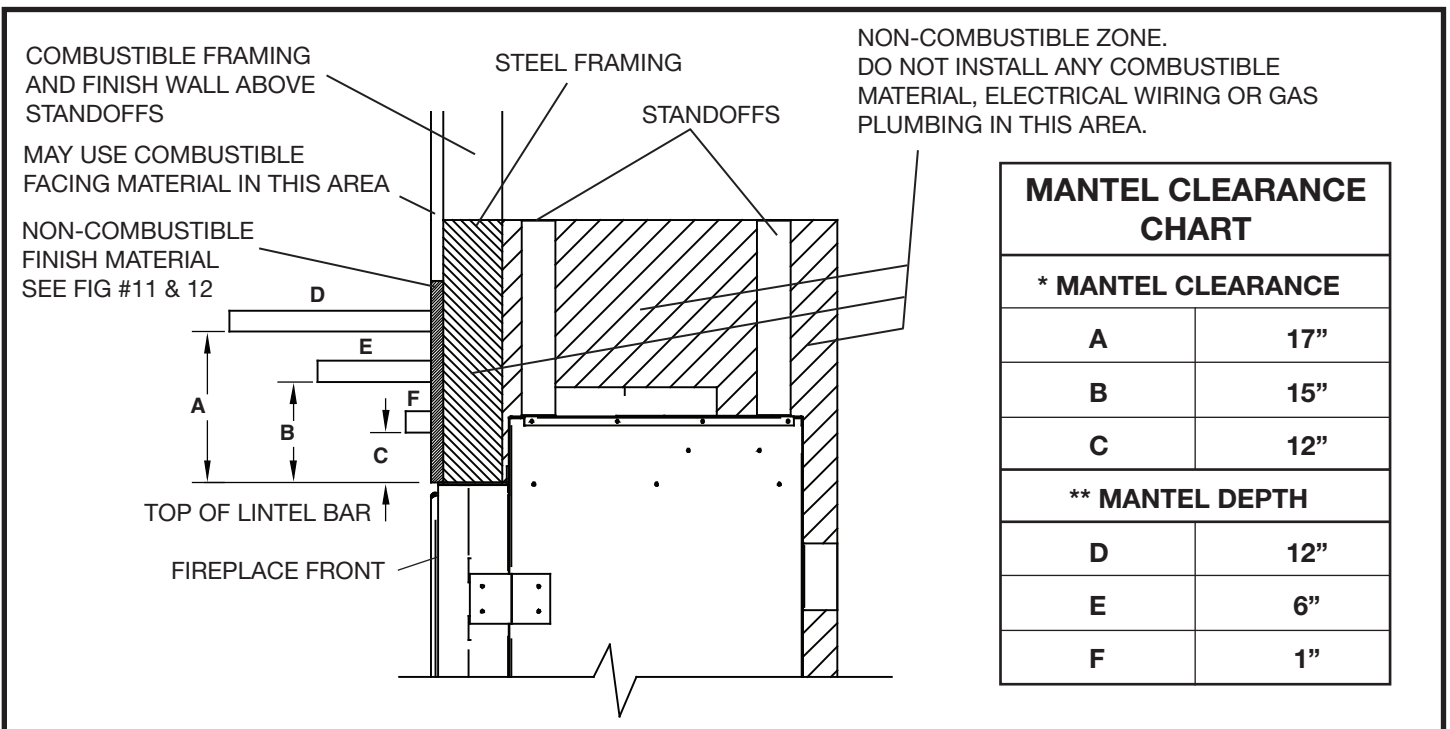 COMBUSTIBLE FRAMING
AND FINISH WALL ABOVE
STANDOFFS
MAY USE COMBUSTIBLE
FACING MATERIAL IN THIS AREA
NON-COMBUSTIBLE
FINISH MATERIAL
SEE FIG #11 & 12
STEEL FRAMING
STANDOFFS
NON-COMBUSTIBLE ZONE.
DO NOT INSTALL ANY COMBUSTIBLE
MATERIAL, ELECTRICAL WIRING OR GAS
PLUMBING IN THIS AREA.
D
E
F
A
B
C
TOP OF LINTEL BAR
FIREPLACE FRONT
MANTEL CLEARANCE
CHART
* MANTEL CLEARANCE
A 17”
B 15”
C 12”
** MANTEL DEPTH
D 12”
E 6”
F 1”